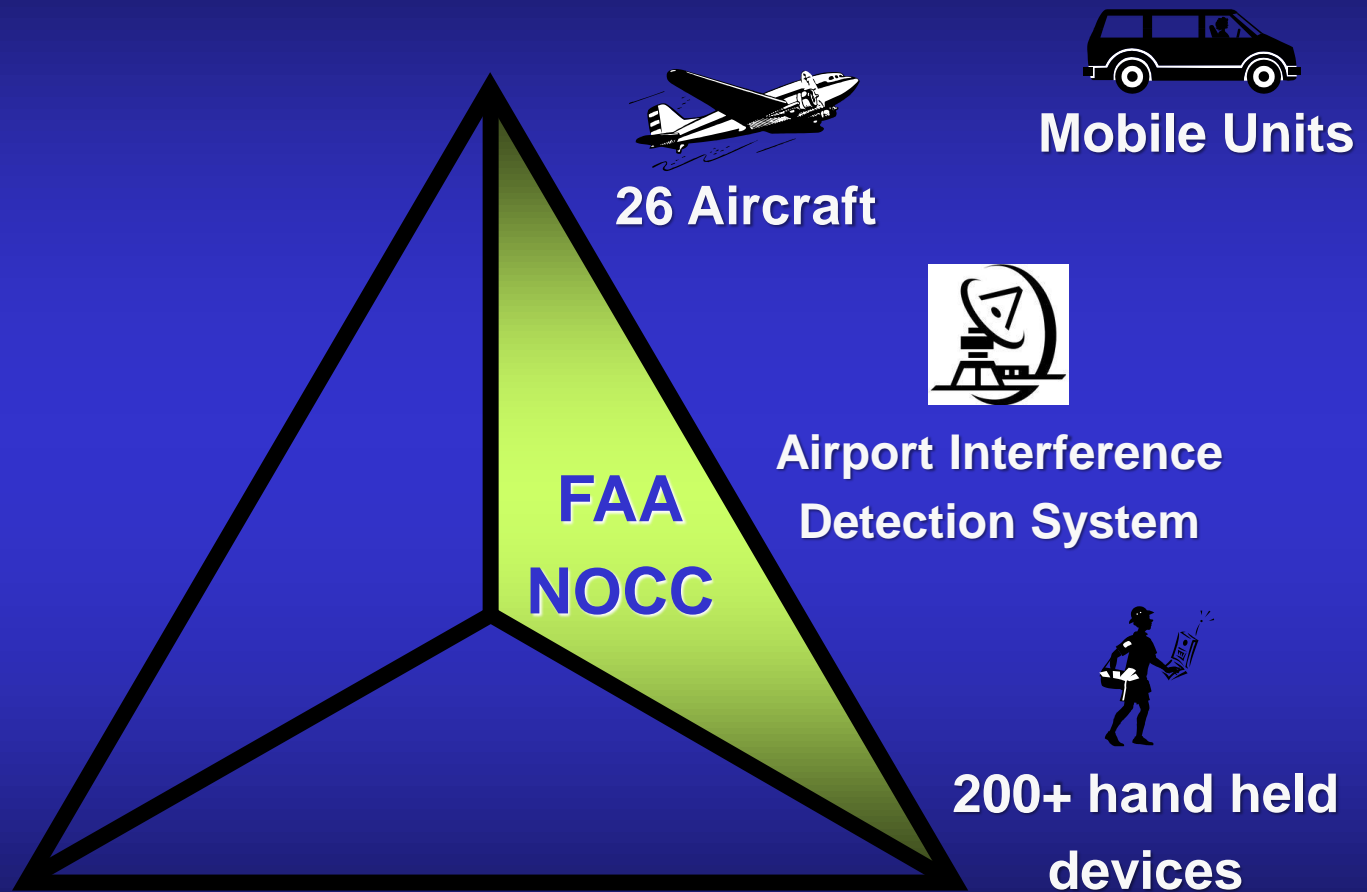 Mobile Units
26 Aircraft
Airport Interference
Detection System
FAA
NOCC
200+ hand held
devices